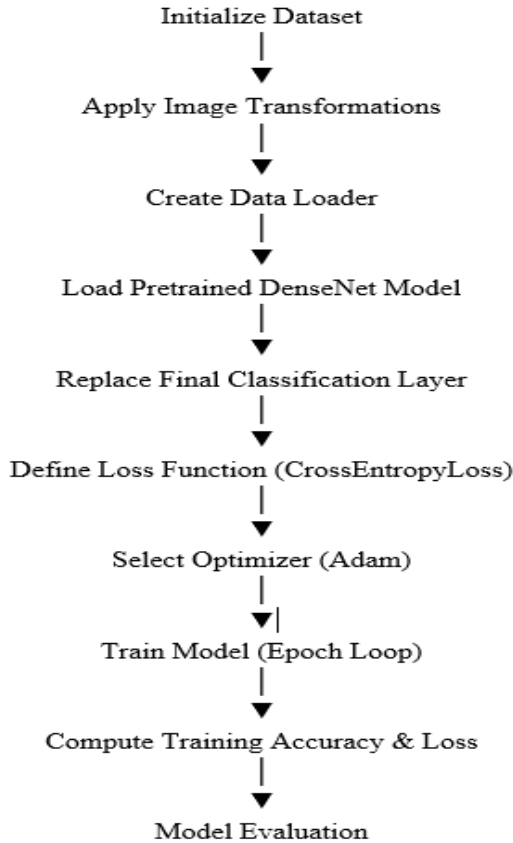 Initialize Dataset
Apply Image Transformations
Create Data Loader
Load Pretrained DenseNet Model
Replace Final Classification Layer
Define Loss Function (CrossEntropyLoss)
Select Optimizer (Adam)
Train Model (Epoch Loop)
Compute Training Accuracy & Loss
Model Evaluation